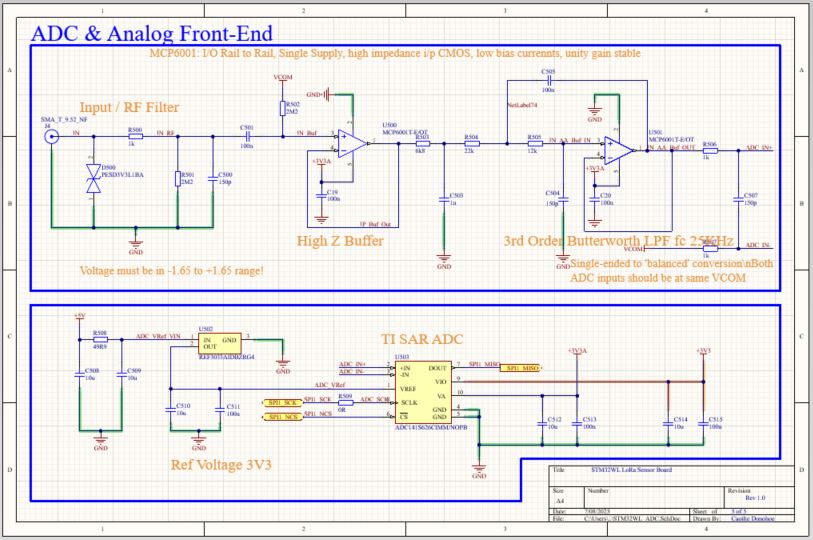 1 2 3 4
ADC & Analog Front-End
MCP6001: I/O Rail to Rail, Single Supply, high impedance i/p CMOS, low bias currennts, unity gain stable
A A
Input / RF Filter
VCOM
GND
C505
100n
GND
R502
2M2
NetLabel74
SMA_T_9.52_NF
J4
IN
R500
1k
IN_RF
C501
100n
IN_Buf
U500
MCP6001T-E/OT
R503
6k8
R504
22k
R505
12k
IN_AA_Buf_IN
U501
MCP6001T-E/OT
IN_AA_Buf_OUT
R506
1k
ADC_IN+
D500
PESD3V3L1BA
R501
2M2
C500
150p
+3V3A
C19
100n
C503
1n
C504
150p
+3V3A
C20
100n
C507
150p
B B
IP_Buf_Out
GND
High Z Buffer
GND
GND
3rd Order Butterworth LPF fc 25KHz
VCOM
1k
ADC_IN-
Voltage must be in -1.65 to +1.65 range!
Single-ended to 'balanced' conversion\nBoth
ADC inputs should be at same VCOM
+5V
R508
49R9
ADC_VRef_VIN
U502
IN GND
OUT
1 2 3
REF3033AIDBZRG4
GND
TI SAR ADC
C C
C508
10u
C509
10u
C510
10u
C511
100n
ADC_VRef
ADC_IN+
ADC_IN-
U503
+IN DOUT
-IN
VIO
VREF
VA
SCLK
GND
CS GND
ADC141S626CIMM/NOPB
SPI1_MISO
SPI1_MISO
+3V3A
+3V3
SPI1_SCK
SPI1_SCK
R509
0R
SPI1_NCS
SPI1_NCS
C512
10u
C513
100n
C514
10u
C515
100n
GND
GND
GND
Ref Voltage 3V3
D D
Title STM32WL LoRa Sensor Board
Size
A4
Number
Revision
Rev 1.0
Date: 7/08/2023
Sheet of 5 of 5
File:
Drawn By: Caoilte Donohoe
1 2 3 4